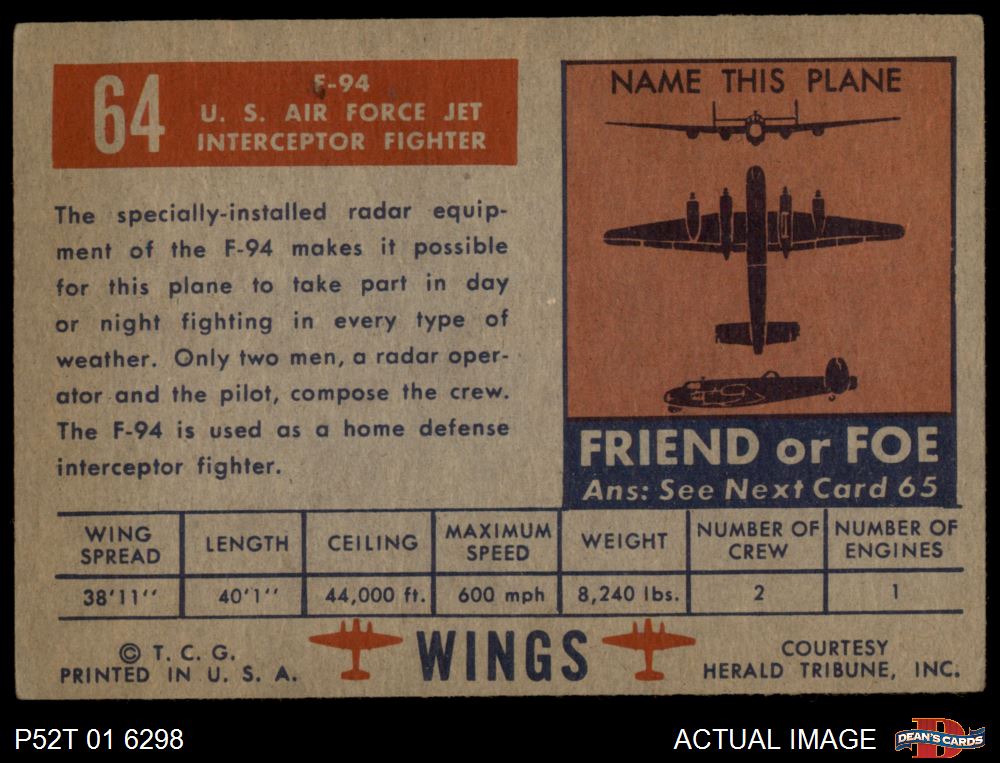 64
F-94
U. S. AIR FORCE JET
INTERCEPTOR FIGHTER
The specially-installed radar equip-
ment of the F-94 makes it possible
for this plane to take part in day
or night fighting in every type of
weather. Only two men, a radar oper-
ator and the pilot, compose the crew.
The F-94 is used as a home defense
interceptor fighter.
NAME THIS PLANE
FRIEND or FOE
Ans: See Next Card 65
WING SPREAD LENGTH CEILING MAXIMUM SPEED WEIGHT NUMBER OF CREW NUMBER OF ENGINES
38'11'' 40'1'' 44,000 ft. 600 mph 8,240 lbs. 2 1
© T. C. G.
PRINTED IN U. S. A.
WINGS
COURTESY
HERALD TRIBUNE, INC.
P52T 01 6298
ACTUAL IMAGE
D
DEAN'S CARDS